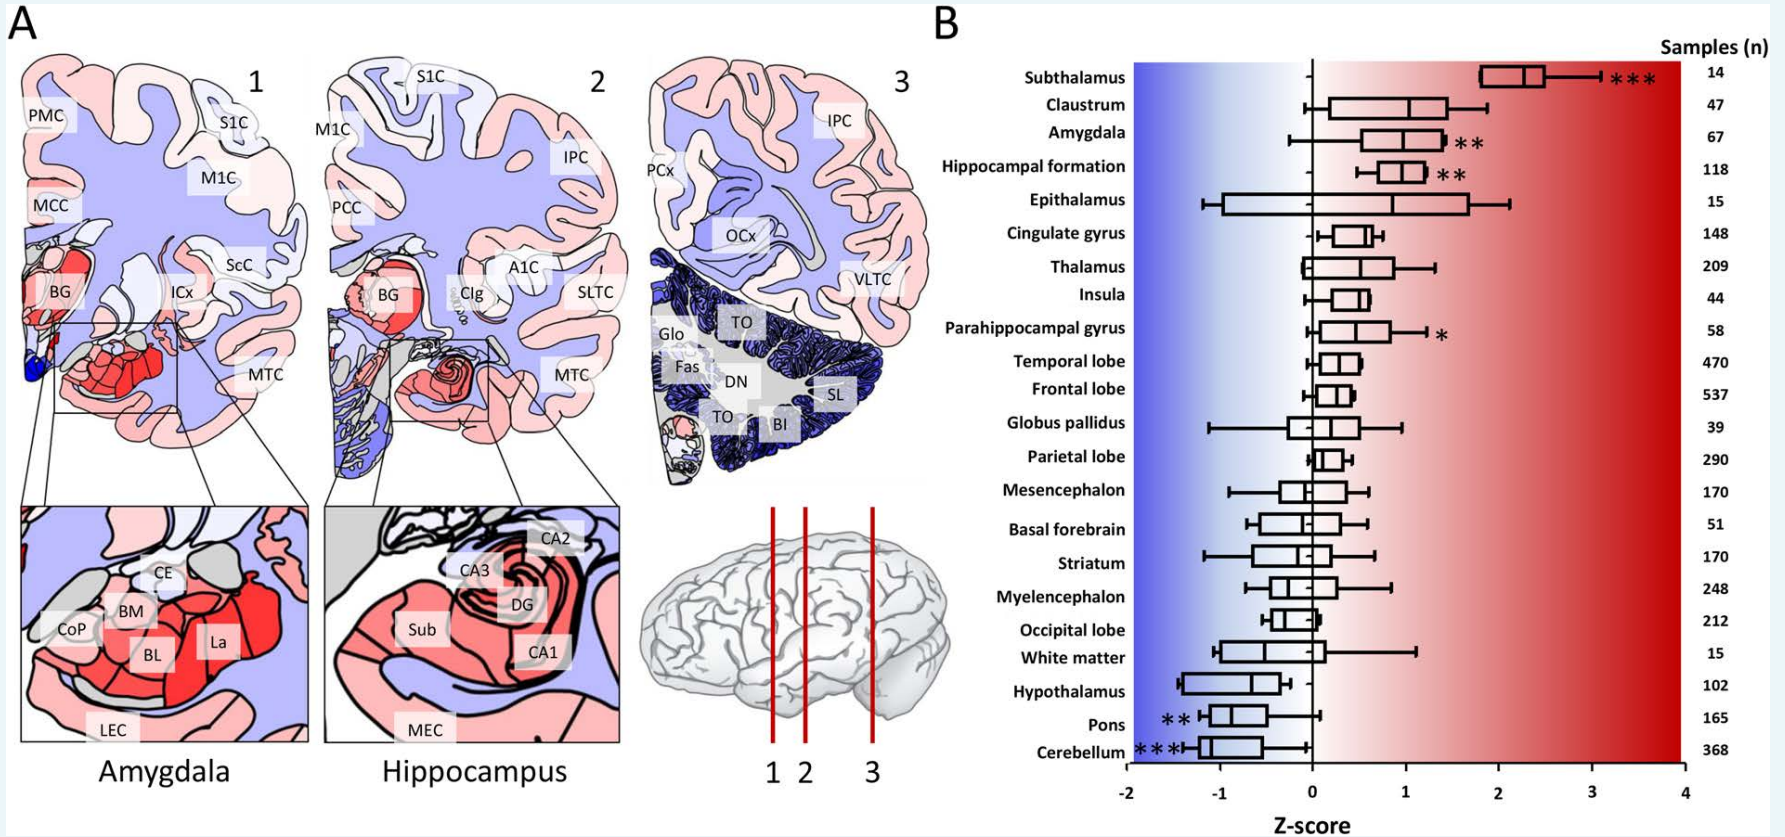 A
1
PMC
S1C
M1C
MCC
ScC
BG
ICx
MTC
2
S1C
M1C
IPC
PCC
A1C
BG
Clg
SLTC
MTC
3
IPC
PCx
OCx
VLTC
TO
Glo
Fas
DN
SL
TO
BI
CE
BM
CoP
La
BL
LEC
Amygdala
CA2
CA3
DG
Sub
CA1
MEC
Hippocampus
1 2 3
B
Samples (n)
Subthalamus *** 14
Claustrum 47
Amygdala ** 67
Hippocampal formation ** 118
Epithalamus 15
Cingulate gyrus 148
Thalamus 209
Insula 44
Parahippocampal gyrus * 58
Temporal lobe 470
Frontal lobe 537
Globus pallidus 39
Parietal lobe 290
Mesencephalon 170
Basal forebrain 51
Striatum 170
Myelencephalon 248
Occipital lobe 212
White matter 15
Hypothalamus 102
Pons ** 165
Cerebellum *** 368
-2 -1 0 1 2 3 4
Z-score